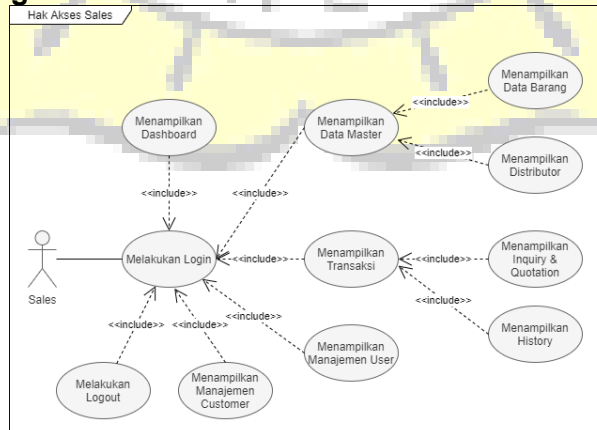 g
Hak Akses Sales
Menampilkan
Dashboard
Menampilkan
Data Master
<<include>>
Menampilkan
Data Barang
<<include>>
Menampilkan
Distributor
<<include>>
<<include>>
Sales
Melakukan Login
<<include>>
Menampilkan
Transaksi
<<include>>
Menampilkan
Inquiry &
Quotation
<<include>>
Menampilkan
History
<<include>>
<<include>>
<<include>>
Menampilkan
Manajemen User
Melakukan
Logout
Menampilkan
Manajemen
Customer